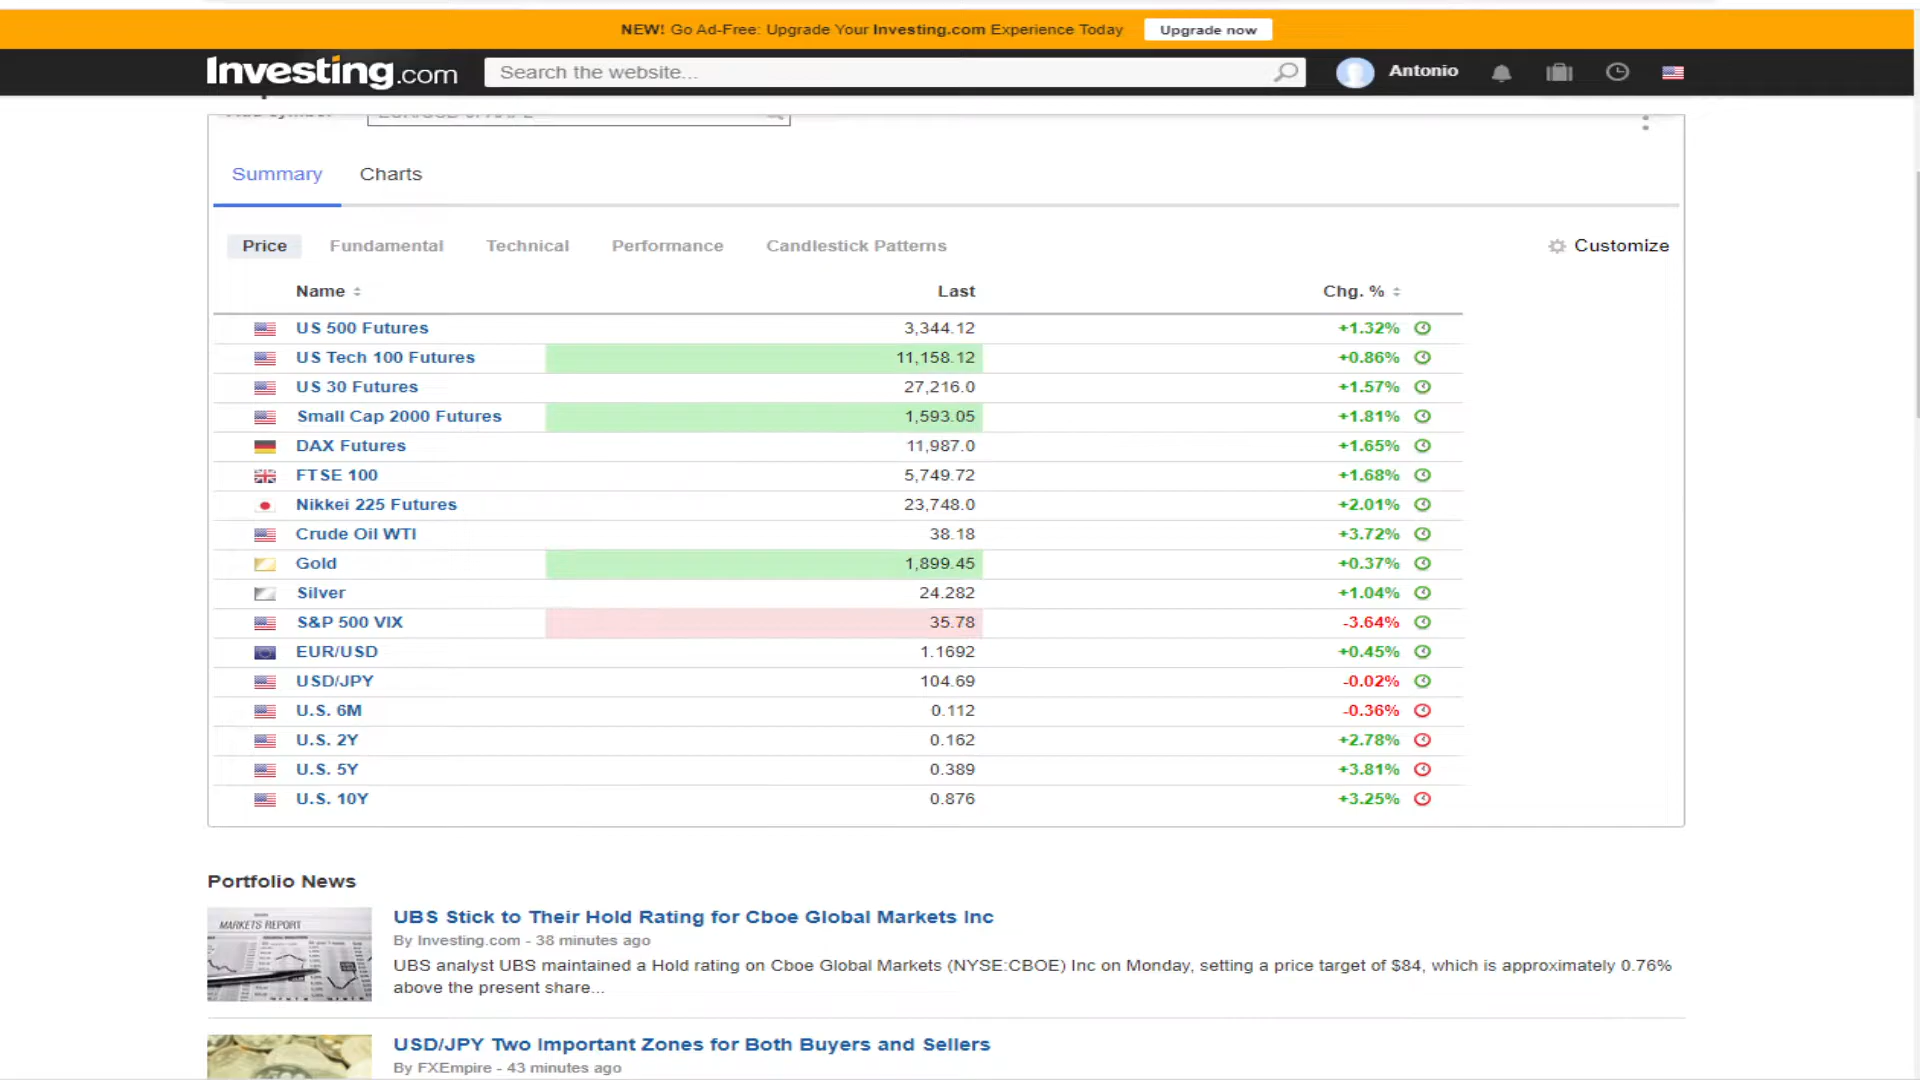 NEW! Go Ad-Free: Upgrade Your Investing.com Experience Today Upgrade now
Investing.com Search the website... Antonio
Summary Charts
Price Fundamental Technical Performance Candlestick Patterns Customize
Name Last Chg. %
US 500 Futures 3,344.12 +1.32%
US Tech 100 Futures 11,158.12 +0.86%
US 30 Futures 27,216.0 +1.57%
Small Cap 2000 Futures 1,593.05 +1.81%
DAX Futures 11,987.0 +1.65%
FTSE 100 5,749.72 +1.68%
Nikkei 225 Futures 23,748.0 +2.01%
Crude Oil WTI 38.18 +3.72%
Gold 1,899.45 +0.37%
Silver 24.282 +1.04%
S&P 500 VIX 35.78 -3.64%
EUR/USD 1.1692 +0.45%
USD/JPY 104.69 -0.02%
U.S. 6M 0.112 -0.36%
U.S. 2Y 0.162 +2.78%
U.S. 5Y 0.389 +3.81%
U.S. 10Y 0.876 +3.25%
Portfolio News
MARKETS REPORT
UBS Stick to Their Hold Rating for Cboe Global Markets Inc
By Investing.com - 38 minutes ago
UBS analyst UBS maintained a Hold rating on Cboe Global Markets (NYSE:CBOE) Inc on Monday, setting a price target of $84, which is approximately 0.76%
above the present share...
USD/JPY Two Important Zones for Both Buyers and Sellers
By FXEmpire - 43 minutes ago